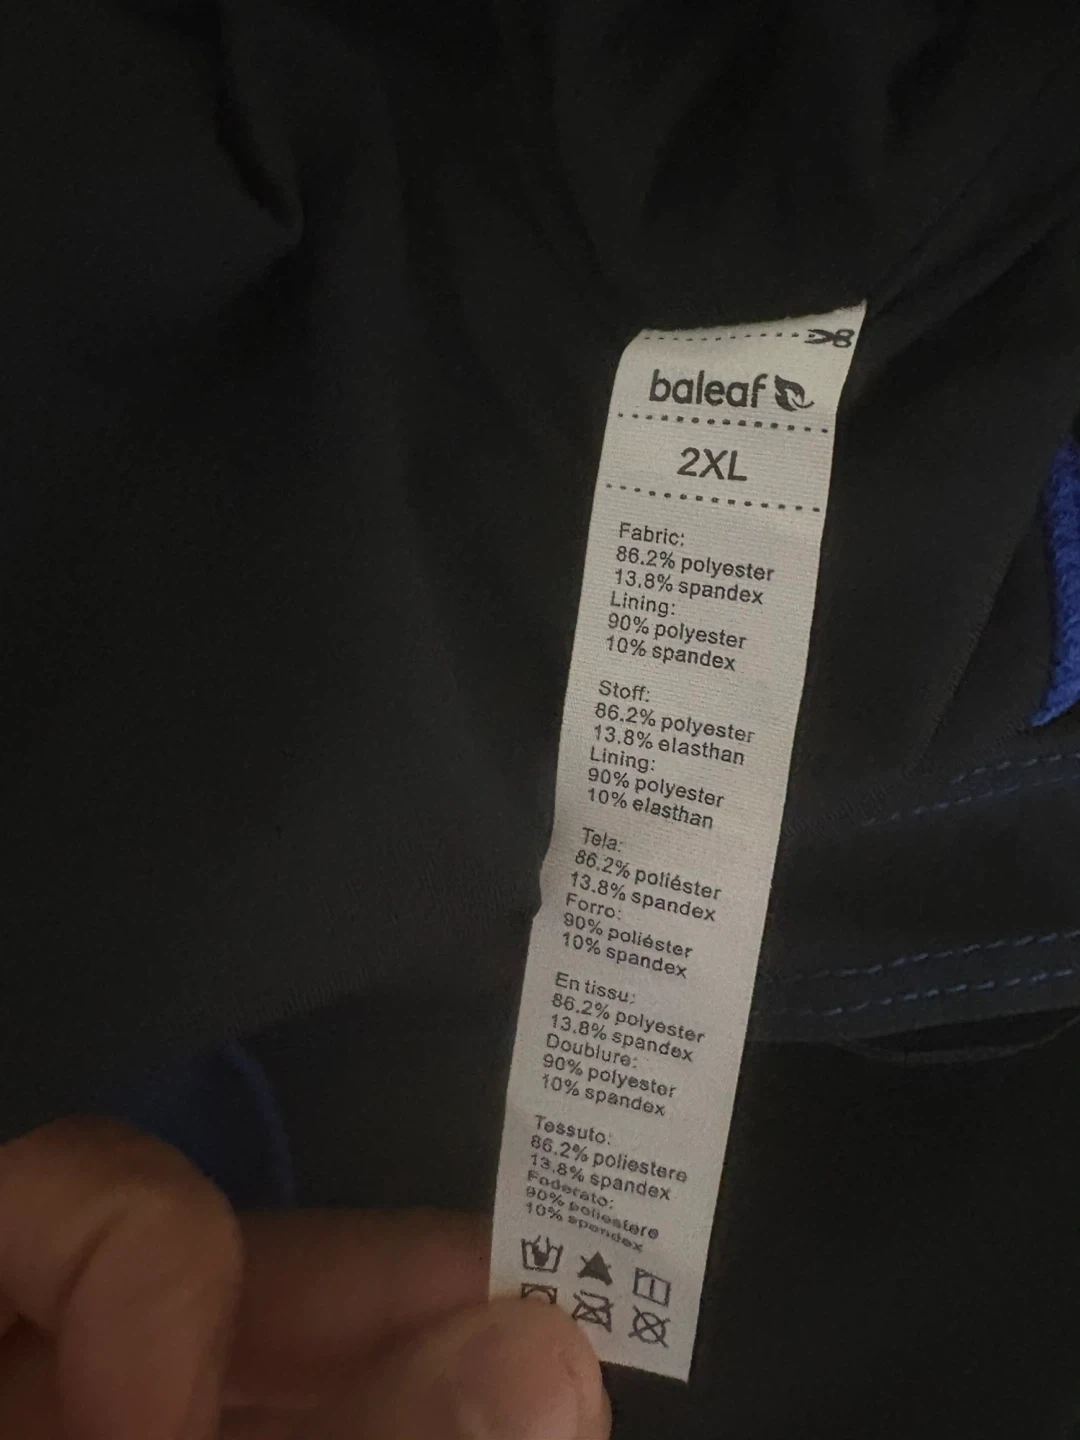 baleaf
2XL
Fabric:
86.2% polyester
13.8% spandex
Lining:
90% polyester
10% spandex
Stoff:
86.2% polyester
13.8% elasthan
Lining:
90% polyester
10% elasthan
Tela:
86.2% poliéster
13.8% spandex
Forro:
90% poliéster
10% spandex
En tissu:
86.2% polyester
13.8% spandex
Doublure:
90% polyester
10% spandex
Tessuto:
86.2% poliestere
13.8% spandex
Foderato:
90% poliestere
10% spandex